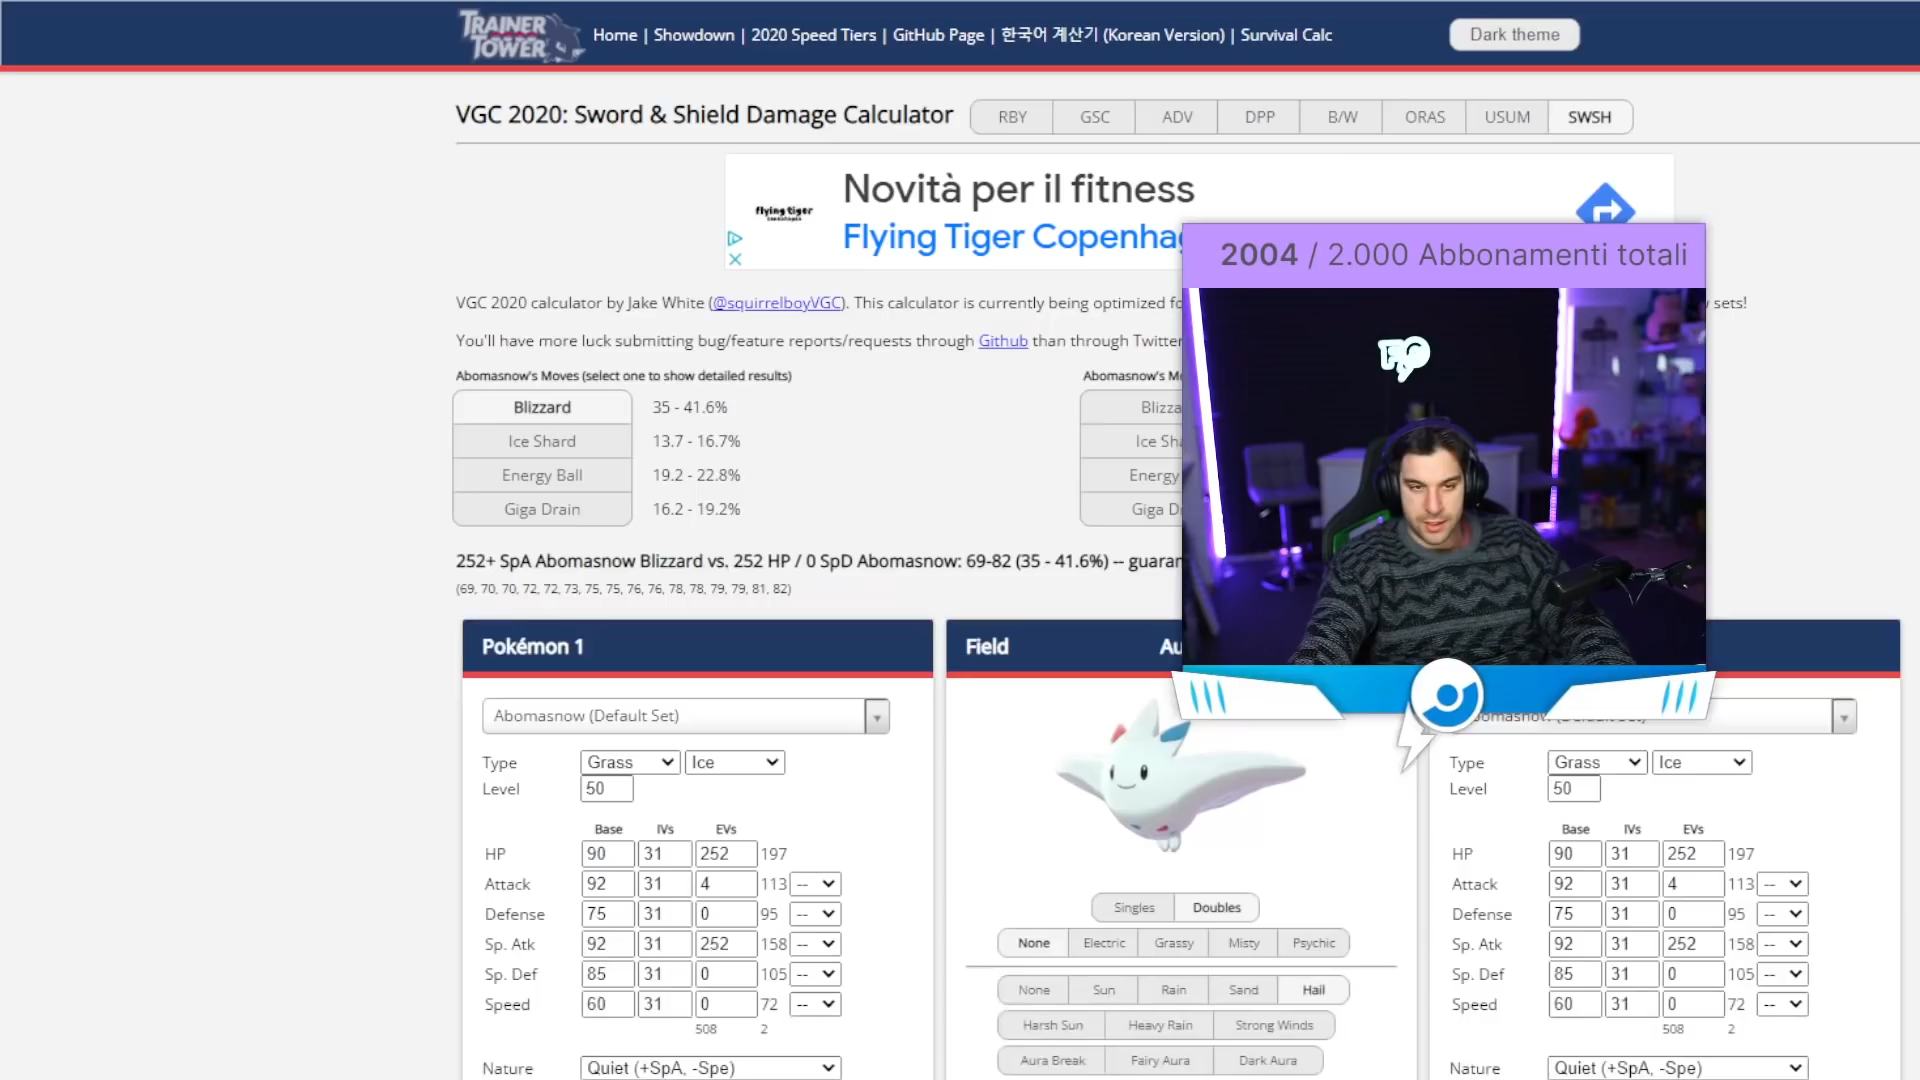 TRAINER TOWER
Home | Showdown | 2020 Speed Tiers | GitHub Page | 한국어 계산기 (Korean Version) | Survival Calc
Dark theme
VGC 2020: Sword & Shield Damage Calculator
RBY GSC ADV DPP B/W ORAS USUM SWSH
flying tiger
Novità per il fitness
Flying Tiger
2004 / 2.000 Abbonamenti totali
VGC 2020 calculator by Jake White (@squirrelboyVGC). This calculator is currently being optimized
sets!
You'll have more luck submitting bug/feature reports/requests through Github than through Twitter
Abomasnow's Moves (select one to show detailed results)
Abomasnow's
Blizzard 35 - 41.6%
Ice Shard 13.7 - 16.7%
Ice
Energy Ball 19.2 - 22.8%
Energy
Giga Drain 16.2 - 19.2%
Giga
252+ SpA Abomasnow Blizzard vs. 252 HP / 0 SpD Abomasnow: 69-82 (35 - 41.6%) --
(69, 70, 70, 72, 72, 73, 75, 75, 76, 76, 78, 78, 79, 79, 81, 82)
Pokémon 1
Abomasnow (Default Set)
Type Grass Ice
Level 50
Base IVs EVs
HP 90 31 252 197
Attack 92 31 4 113 --
Defense 75 31 0 95 --
Sp. Atk 92 31 252 158 --
Sp. Def 85 31 0 105 --
Speed 60 31 0 72 --
508 2
Nature Quiet (+SpA, -Spe)
Field
Singles Doubles
None Electric Grassy Misty Psychic
None Sun Rain Sand Hail
Harsh Sun Heavy Rain Strong Winds
Aura Break Fairy Aura Dark Aura
Type Grass Ice
Level 50
Base IVs EVs
HP 90 31 252 197
Attack 92 31 4 113 --
Defense 75 31 0 95 --
Sp. Atk 92 31 252 158 --
Sp. Def 85 31 0 105 --
Speed 60 31 0 72 --
508 2
Nature Quiet (+SpA, -Spe)